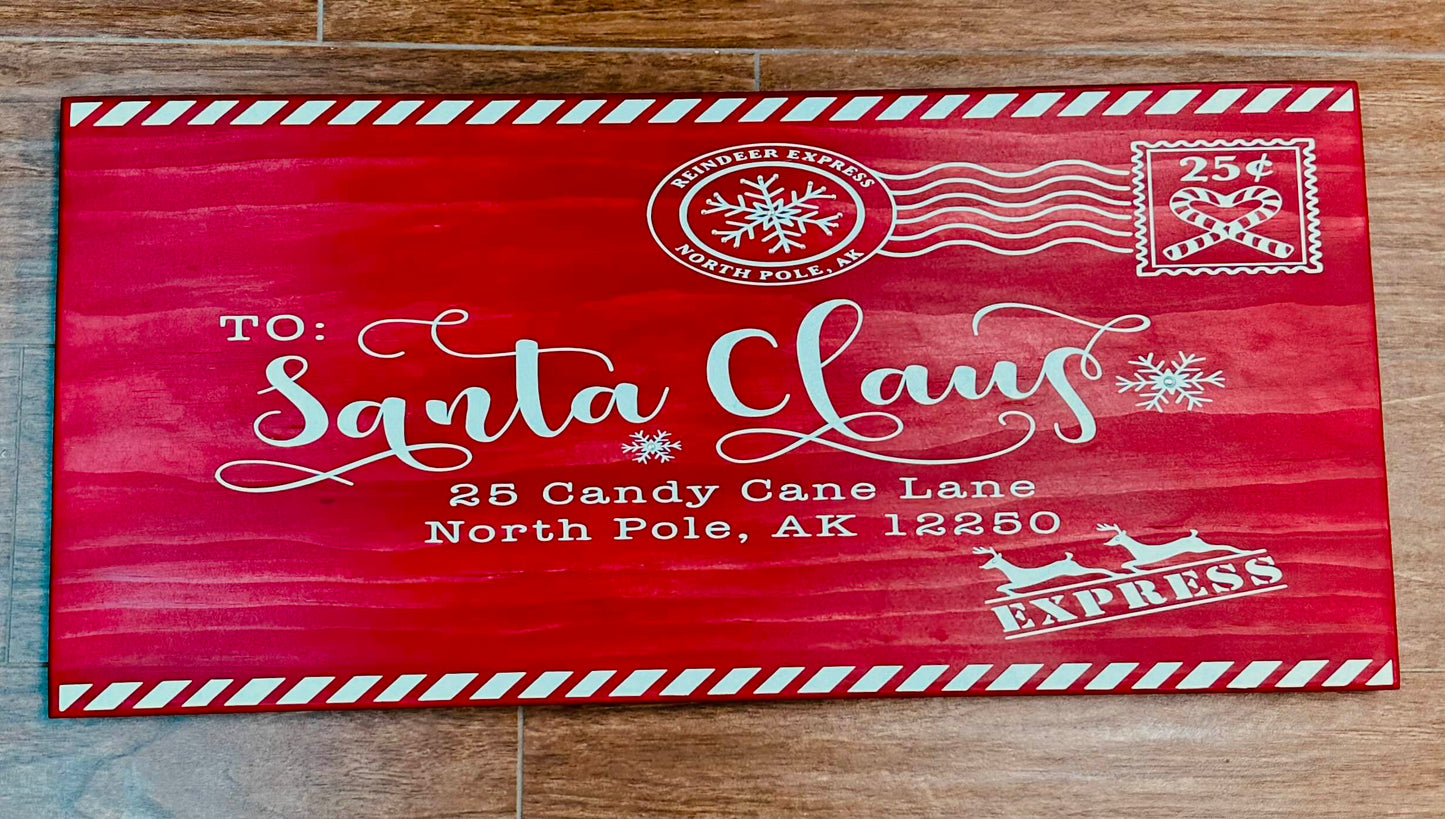 REINDEER EXPRESS
NORTH POLE, AK
25¢
TO:
Santa Claus
25 Candy Cane Lane
North Pole, AK 12250
EXPRESS